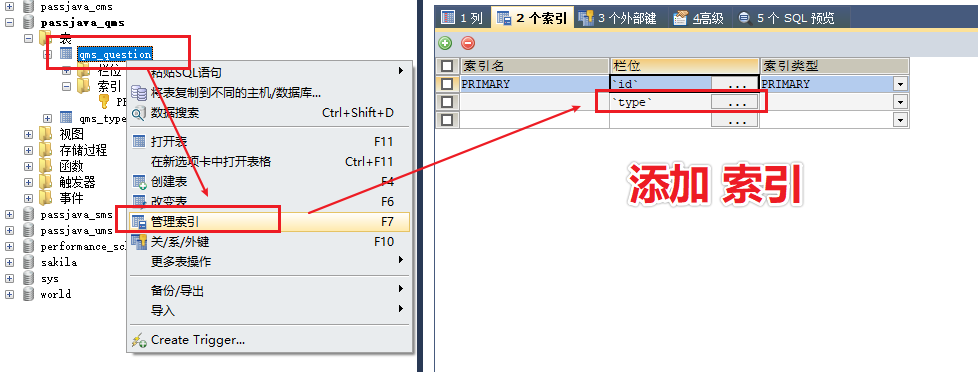 passjava_cms
passjava_qms
表
qms_question
栏位
索引
qms_type
视图
存储过程
函数
触发器
事件
passjava_sms
passjava_ums
performance_sc
sakila
sys
world
粘贴SQL语句
将表复制到不同的主机/数据库...
数据搜索 Ctrl+Shift+D
打开表 F11
在新选项卡中打开表格 Ctrl+F11
创建表 F4
改变表 F6
管理索引 F7
关/系/外键 F10
更多表操作
备份/导出
导入
Create Trigger...
1 列 2 个索引 3 个外部键 4高级 5 个 SQL 预览
索引名 栏位 索引类型
PRIMARY `id` ... PRIMARY
`type` ...
...
添加 索引